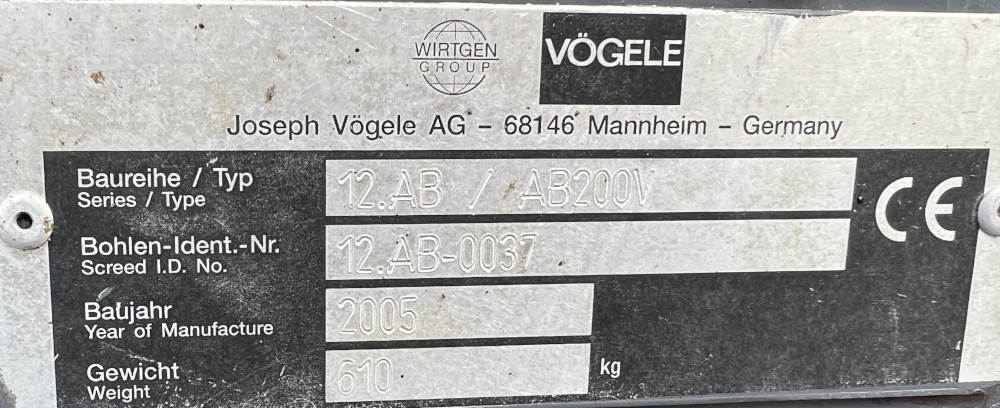 WIRTGEN
GROUP
VÖGELE
Joseph Vögele AG – 68146 Mannheim – Germany
Baureihe / Typ 12.AB / AB200V
Series / Type
CE
Bohlen-Ident.-Nr. 12.AB-0037
Screed I.D. No.
Baujahr 2005
Year of Manufacture
Gewicht 610 kg
Weight